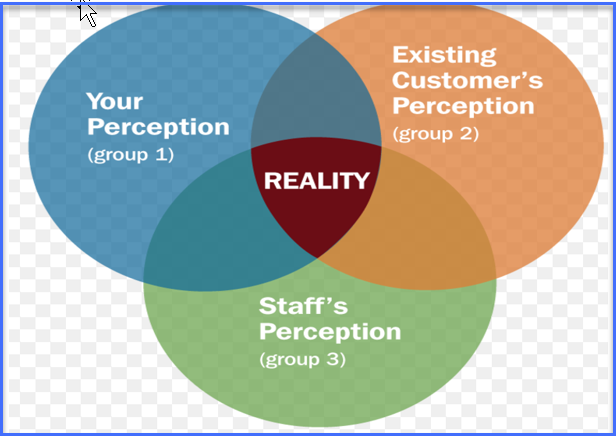 Your
Perception
(group 1)
Existing
Customer's
Perception
(group 2)
REALITY
Staff's
Perception
(group 3)